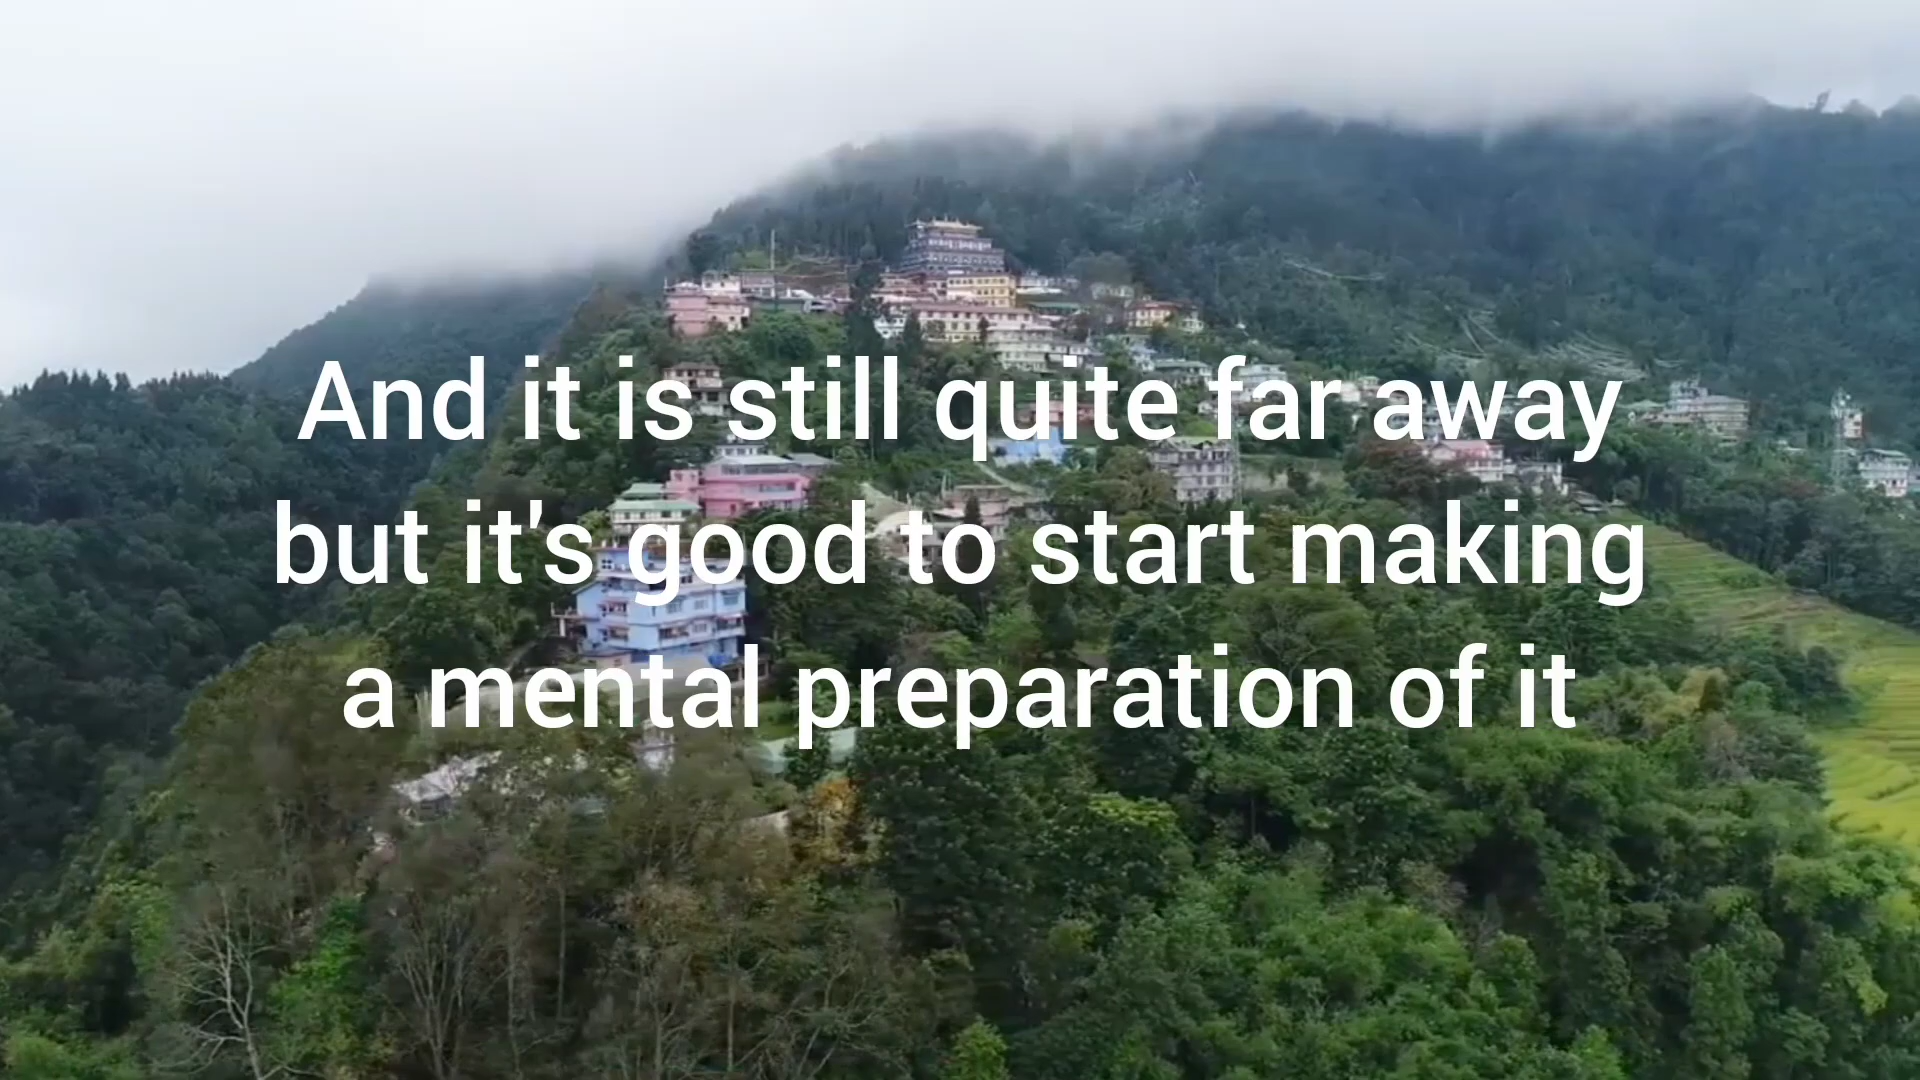 And it is still quite far away
but it's good to start making
a mental preparation of it